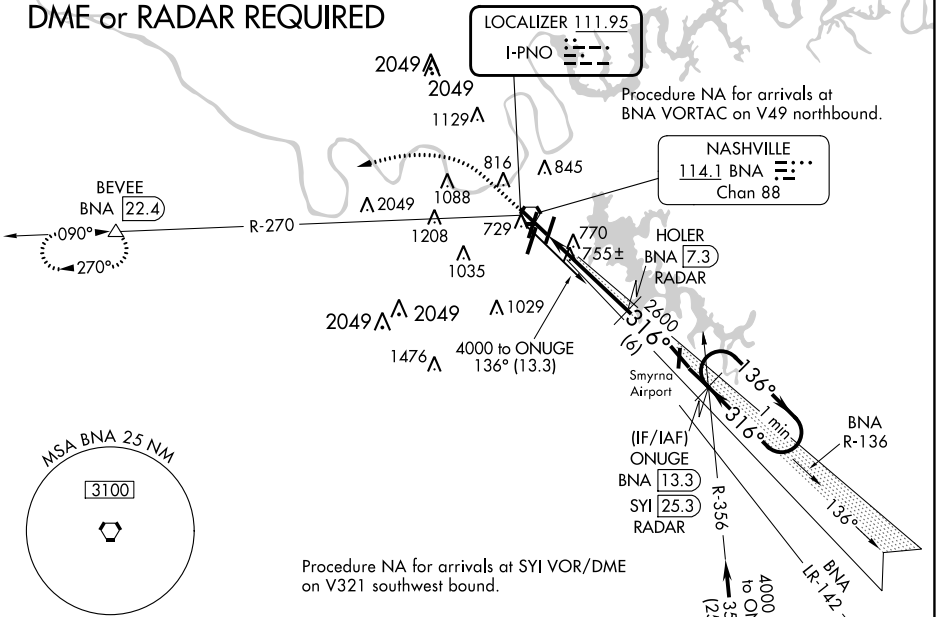 DME or RADAR REQUIRED
LOCALIZER 111.95
I-PNO
2049
2049
1129
Procedure NA for arrivals at
BNA VORTAC on V49 northbound.
NASHVILLE
114.1 BNA
Chan 88
816
845
BEVEE
BNA 22.4
1088
2049
R-270
090°
270°
1208
729
770
755±
HOLER
BNA 7.3
RADAR
1035
2600
316°
(6)
2049
2049
1029
1476
4000 to ONUGE
136° (13.3)
Smyrna
Airport
136°
1 min
316°
BNA
R-136
MSA BNA 25 NM
3100
(IF/IAF)
ONUGE
BNA 13.3
SYI 25.3
RADAR
R-356
136°
BNA
LR-142
Procedure NA for arrivals at SYI VOR/DME
on V321 southwest bound.
4000